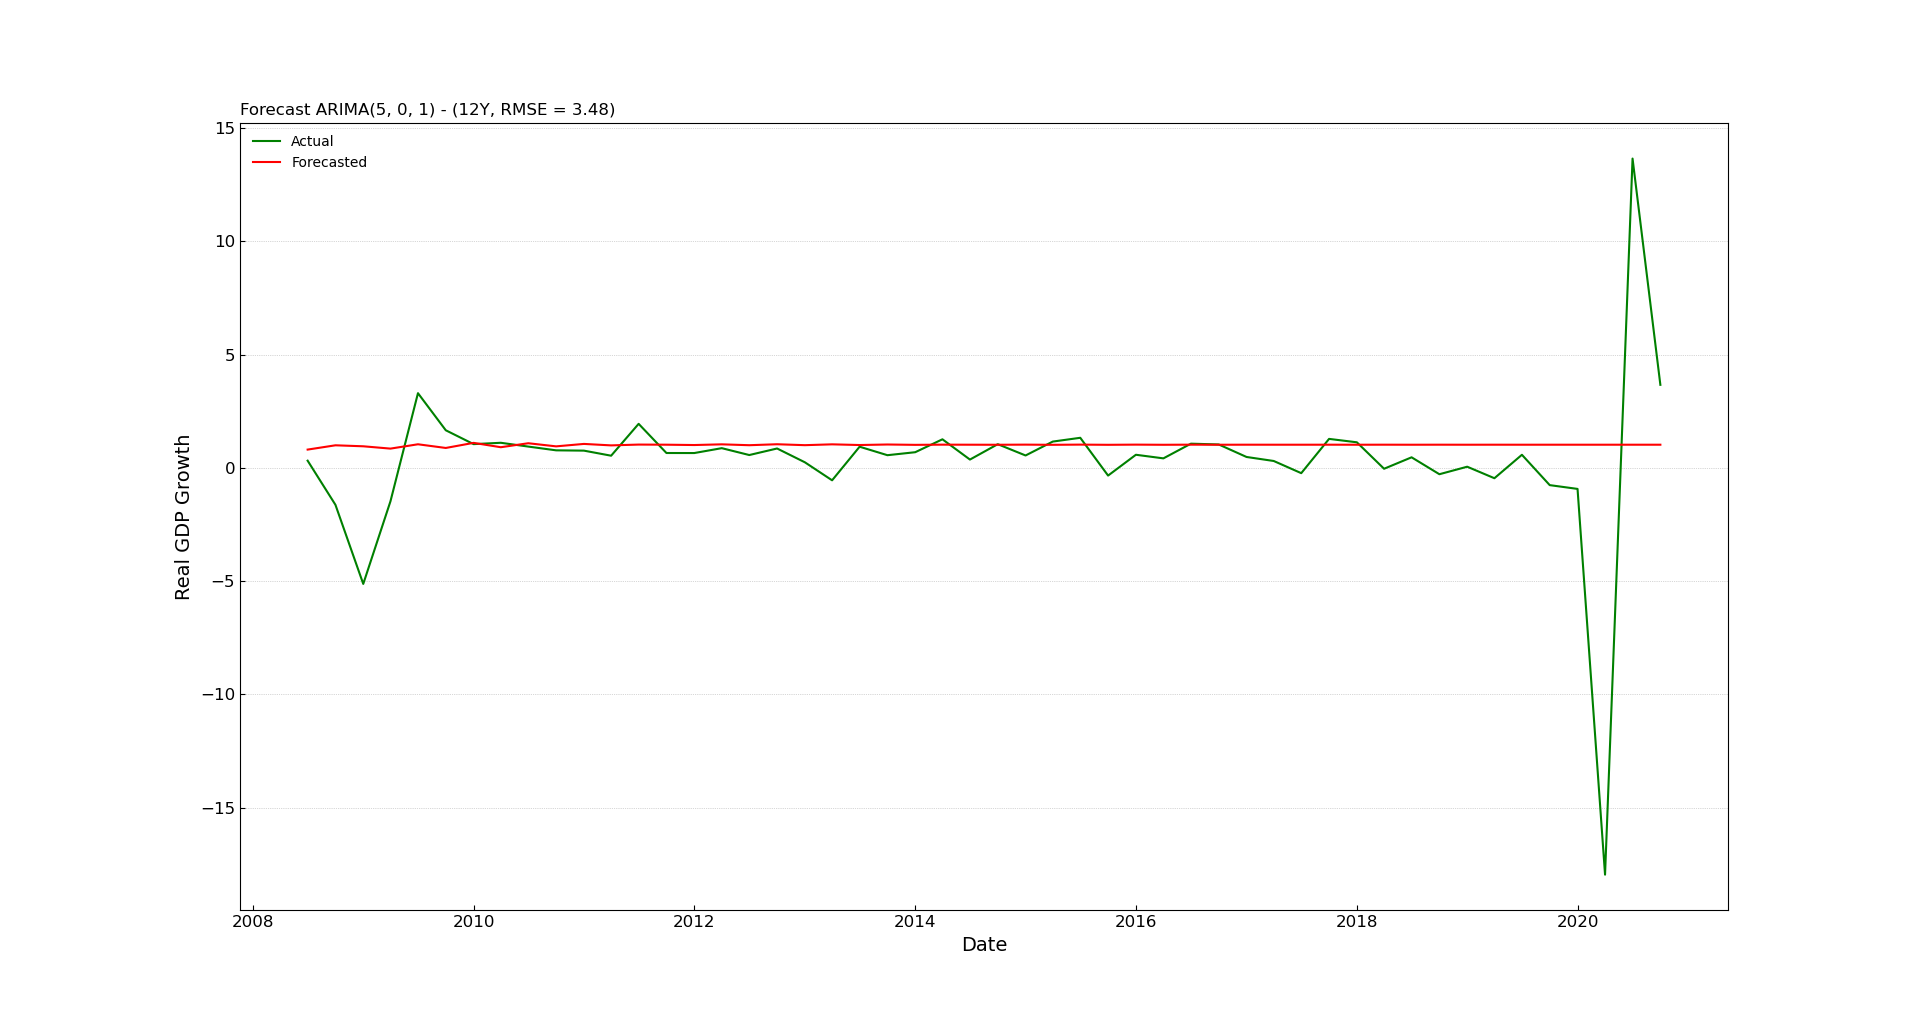 Forecast ARIMA(5, 0, 1) - (12Y, RMSE = 3.48)
Actual
Forecasted
15
10
5
0
−5
−10
−15
Real GDP Growth
2008 2010 2012 2014 2016 2018 2020
Date